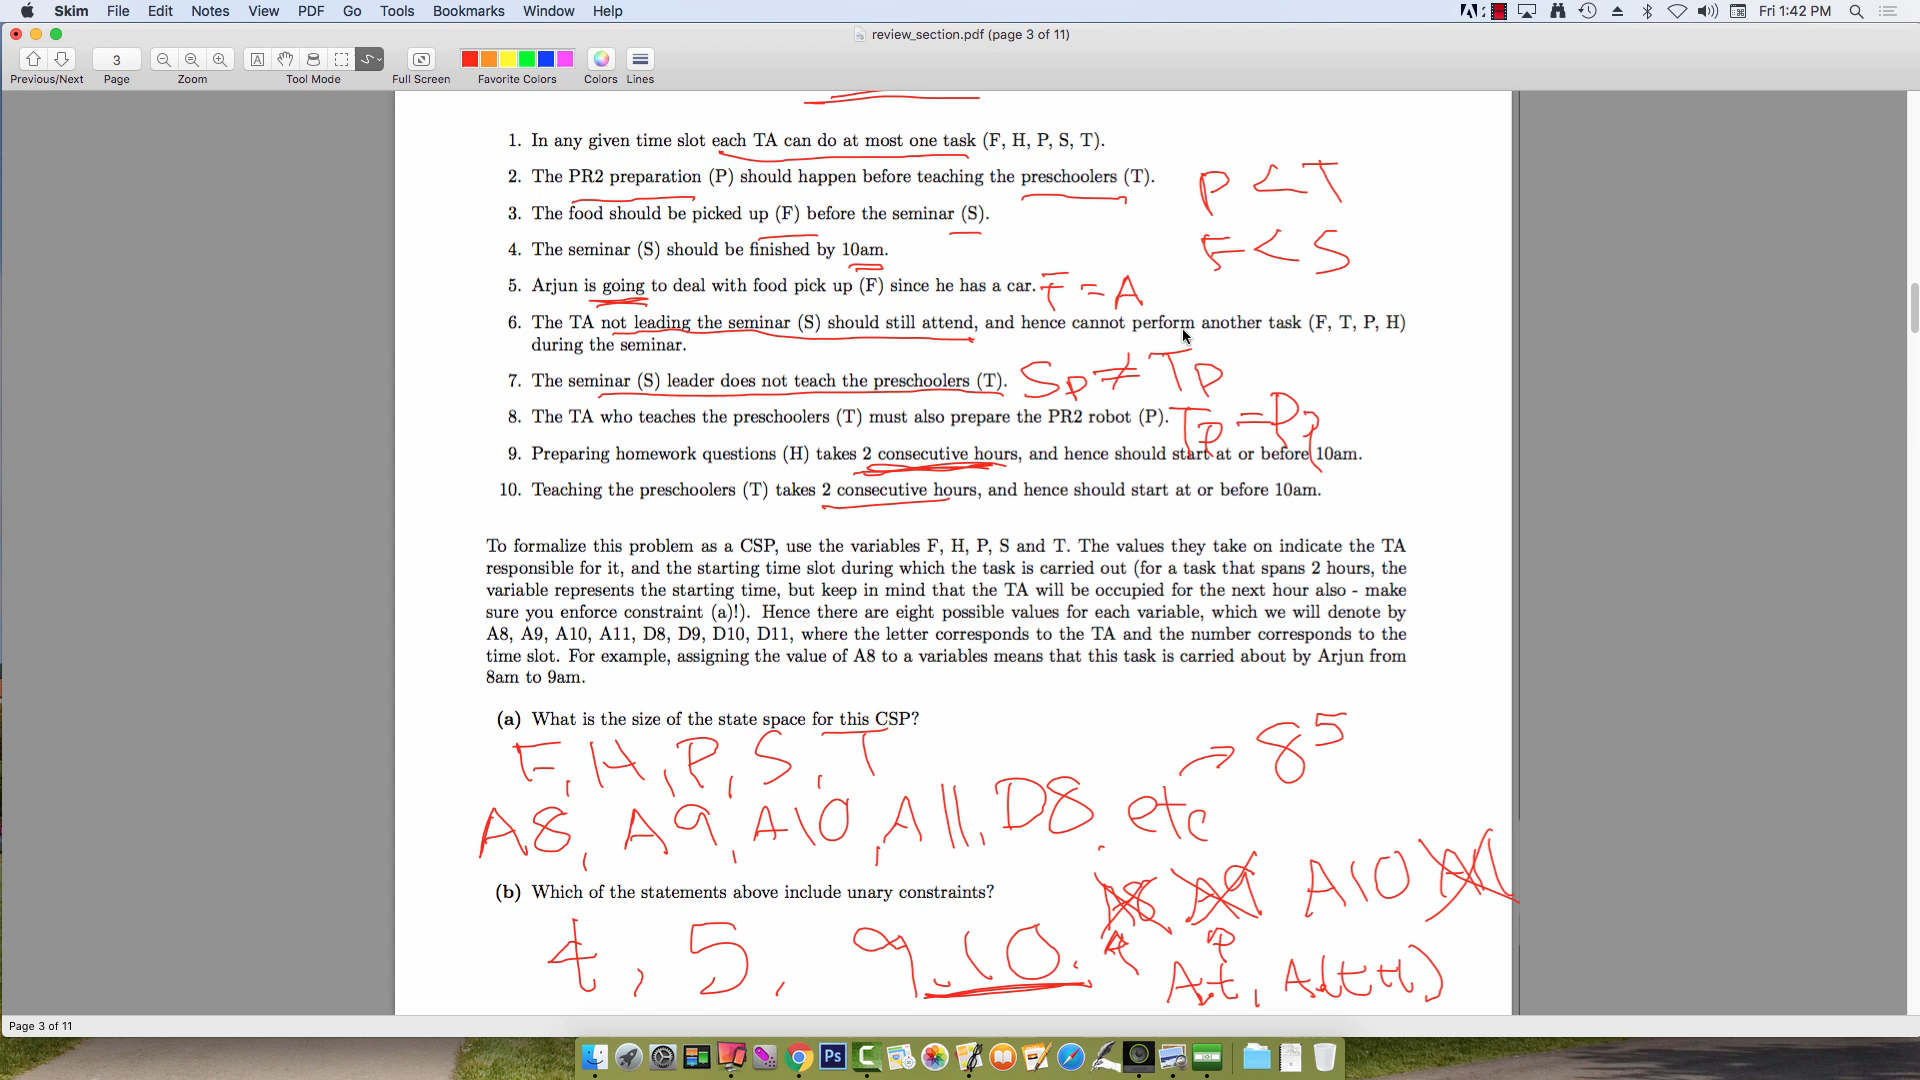 Skim File Edit Notes View PDF Go Tools Bookmarks Window Help Fri 1:42 PM
review_section.pdf (page 3 of 11)
3
Previous/Next Page Zoom Tool Mode Full Screen Favorite Colors Colors Lines
1. In any given time slot each TA can do at most one task (F, H, P, S, T).
2. The PR2 preparation (P) should happen before teaching the preschoolers (T).
P < T
3. The food should be picked up (F) before the seminar (S).
F < S
4. The seminar (S) should be finished by 10am.
5. Arjun is going to deal with food pick up (F) since he has a car. F = A
6. The TA not leading the seminar (S) should still attend, and hence cannot perform another task (F, T, P, H)
during the seminar.
7. The seminar (S) leader does not teach the preschoolers (T). Sp ≠ Tp
8. The TA who teaches the preschoolers (T) must also prepare the PR2 robot (P). Tp = Pp
9. Preparing homework questions (H) takes 2 consecutive hours, and hence should start at or before 10am.
10. Teaching the preschoolers (T) takes 2 consecutive hours, and hence should start at or before 10am.
To formalize this problem as a CSP, use the variables F, H, P, S and T. The values they take on indicate the TA
responsible for it, and the starting time slot during which the task is carried out (for a task that spans 2 hours, the
variable represents the starting time, but keep in mind that the TA will be occupied for the next hour also - make
sure you enforce constraint (a)!). Hence there are eight possible values for each variable, which we will denote by
A8, A9, A10, A11, D8, D9, D10, D11, where the letter corresponds to the TA and the number corresponds to the
time slot. For example, assigning the value of A8 to a variables means that this task is carried about by Arjun from
8am to 9am.
(a) What is the size of the state space for this CSP?
F, H, P, S, T → 8^5
A8, A9, A10, A11, D8, etc
(b) Which of the statements above include unary constraints?
A8 A9 A10 A11
4, 5, 9, 10.
At, A(t+1)
Page 3 of 11
Ps